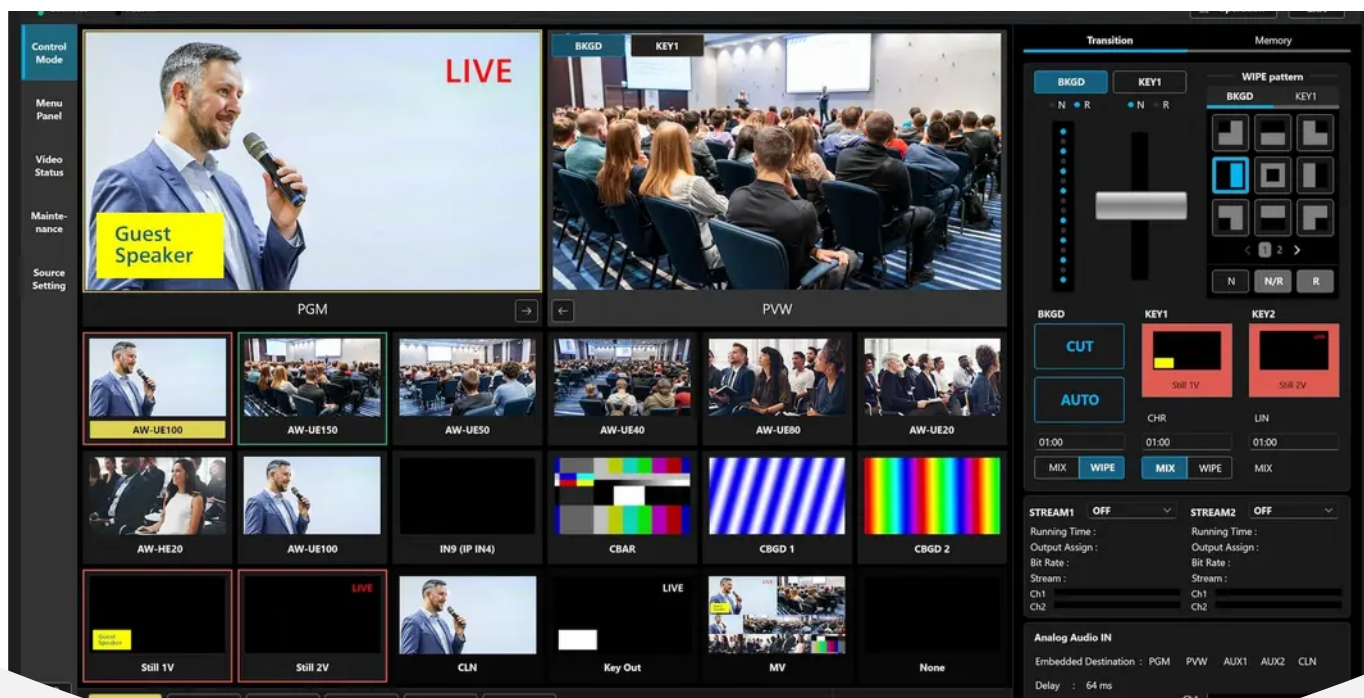 Control
Mode
Menu
Panel
Video
Status
Mainte-
nance
Source
Setting
LIVE
Guest
Speaker
BKGD KEY1
PGM →
← PVW
AW-UE100 AW-UE150 AW-UE50 AW-UE40 AW-UE80 AW-UE20
AW-HE20 AW-UE100 IN9 (IP IN4) CBAR CBGD 1 CBGD 2
Guest
Speaker
LIVE
LIVE
LIVE
Still 1V Still 2V CLN Key Out MV None
Transition Memory
BKGD KEY1
N R N R
WIPE pattern
BKGD KEY1
< 1 2 >
N N/R R
BKGD KEY1 KEY2
CUT
AUTO
LIVE
Still 1V Still 2V
CHR LIN
01:00 01:00 01:00
MIX WIPE MIX WIPE MIX
STREAM1 OFF STREAM2 OFF
Running Time : Running Time :
Output Assign : Output Assign :
Bit Rate : Bit Rate :
Stream : Stream :
Ch1 Ch1
Ch2 Ch2
Analog Audio IN
Embedded Destination : PGM PVW AUX1 AUX2 CLN
Delay : 64 ms